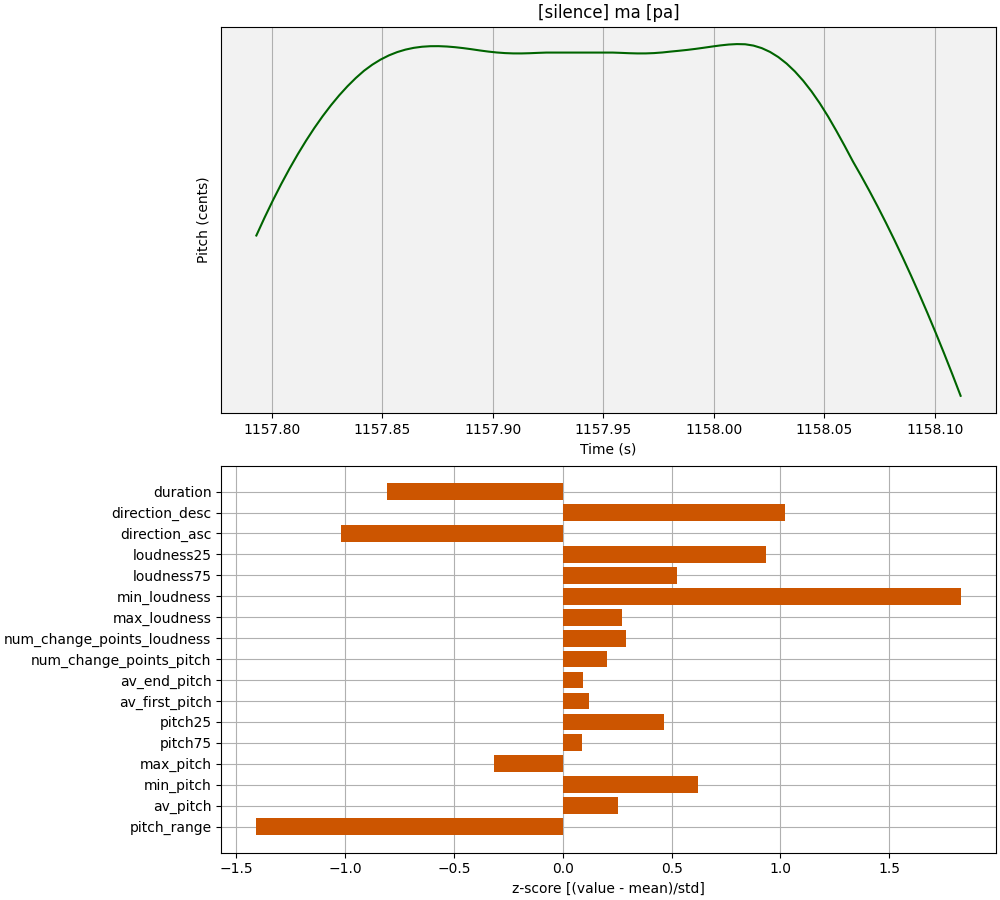 [silence] ma [pa]
Pitch (cents)
1157.80 1157.85 1157.90 1157.95 1158.00 1158.05 1158.10
Time (s)
duration
direction_desc
direction_asc
loudness25
loudness75
min_loudness
max_loudness
num_change_points_loudness
num_change_points_pitch
av_end_pitch
av_first_pitch
pitch25
pitch75
max_pitch
min_pitch
av_pitch
pitch_range
−1.5 −1.0 −0.5 0.0 0.5 1.0 1.5
z-score [(value - mean)/std]